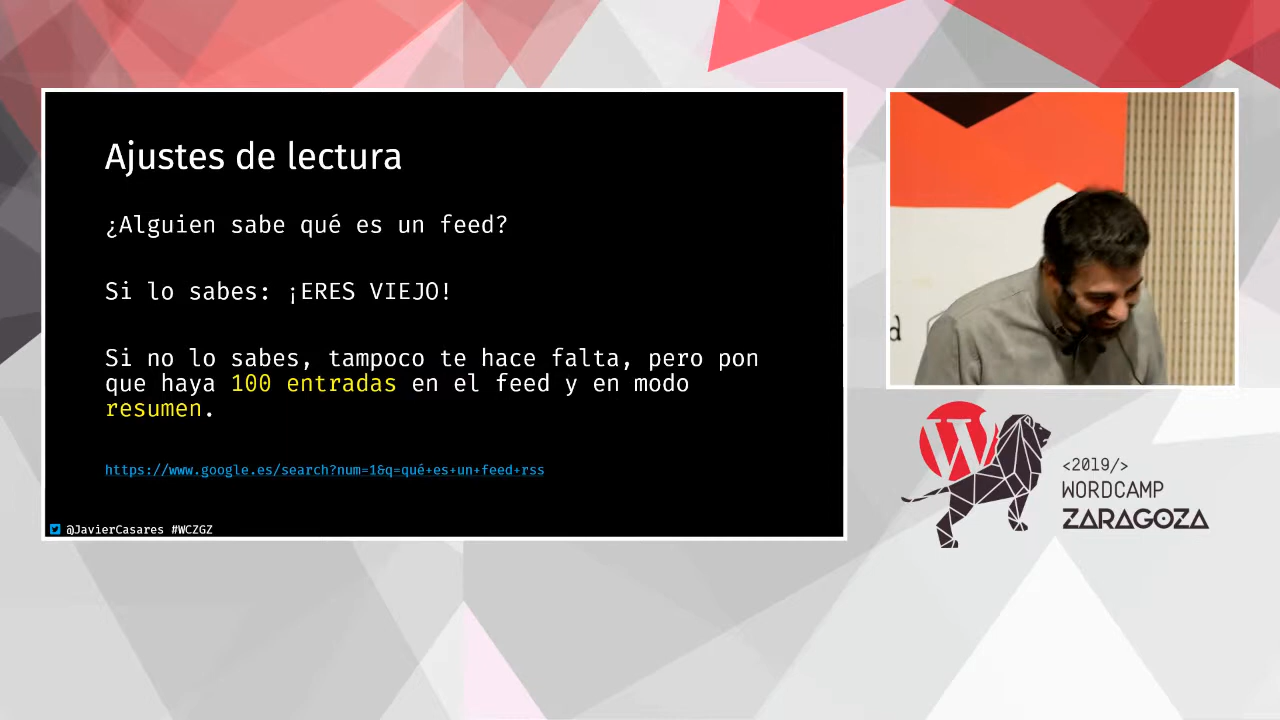 Ajustes de lectura
¿Alguien sabe qué es un feed?
Si lo sabes: ¡ERES VIEJO!
Si no lo sabes, tampoco te hace falta, pero pon
que haya 100 entradas en el feed y en modo
resumen.
https://www.google.es/search?num=1&q=qué+es+un+feed+rss
@JavierCasares #WCZGZ
d
W
<2019/>
WORDCAMP
ZARAGOZA